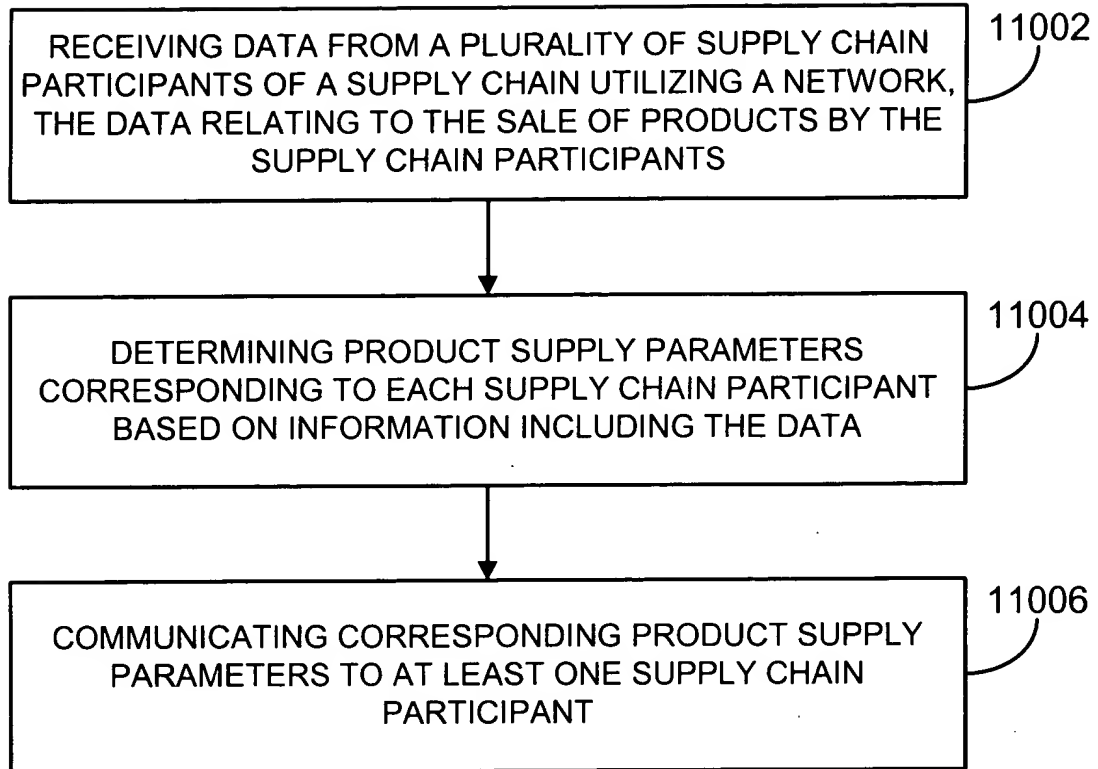 RECEIVING DATA FROM A PLURALITY OF SUPPLY CHAIN
PARTICIPANTS OF A SUPPLY CHAIN UTILIZING A NETWORK,
THE DATA RELATING TO THE SALE OF PRODUCTS BY THE
SUPPLY CHAIN PARTICIPANTS
11002
DETERMINING PRODUCT SUPPLY PARAMETERS
CORRESPONDING TO EACH SUPPLY CHAIN PARTICIPANT
BASED ON INFORMATION INCLUDING THE DATA
11004
COMMUNICATING CORRESPONDING PRODUCT SUPPLY
PARAMETERS TO AT LEAST ONE SUPPLY CHAIN
PARTICIPANT
11006